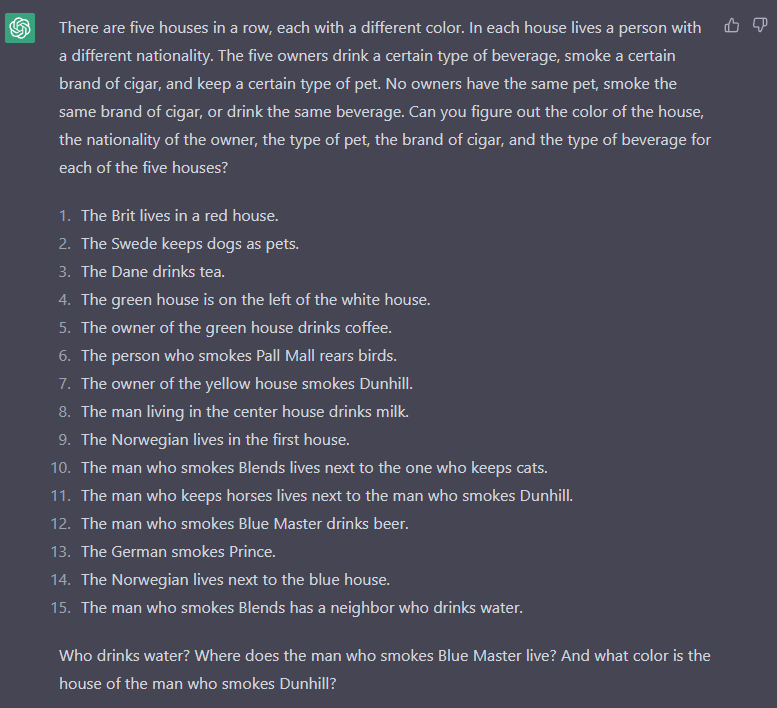 There are five houses in a row, each with a different color. In each house lives a person with
a different nationality. The five owners drink a certain type of beverage, smoke a certain
brand of cigar, and keep a certain type of pet. No owners have the same pet, smoke the
same brand of cigar, or drink the same beverage. Can you figure out the color of the house,
the nationality of the owner, the type of pet, the brand of cigar, and the type of beverage for
each of the five houses?
1. The Brit lives in a red house.
2. The Swede keeps dogs as pets.
3. The Dane drinks tea.
4. The green house is on the left of the white house.
5. The owner of the green house drinks coffee.
6. The person who smokes Pall Mall rears birds.
7. The owner of the yellow house smokes Dunhill.
8. The man living in the center house drinks milk.
9. The Norwegian lives in the first house.
10. The man who smokes Blends lives next to the one who keeps cats.
11. The man who keeps horses lives next to the man who smokes Dunhill.
12. The man who smokes Blue Master drinks beer.
13. The German smokes Prince.
14. The Norwegian lives next to the blue house.
15. The man who smokes Blends has a neighbor who drinks water.
Who drinks water? Where does the man who smokes Blue Master live? And what color is the
house of the man who smokes Dunhill?